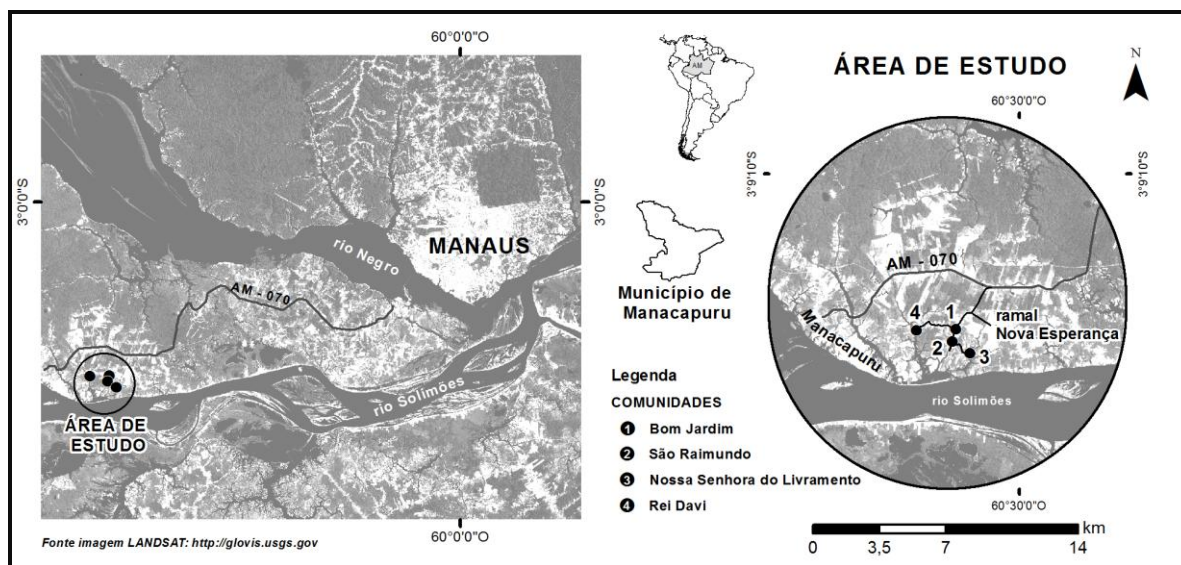 60°0'0"O
3°0'0"S
MANAUS
rio Negro
AM - 070
rio Solimões
ÁREA DE
ESTUDO
3°0'0"S
60°0'0"O
Fonte imagem LANDSAT: http://glovis.usgs.gov
AM
Município de
Manacapuru
Legenda
COMUNIDADES
1 Bom Jardim
2 São Raimundo
3 Nossa Senhora do Livramento
4 Rei Davi
ÁREA DE ESTUDO
N
60°30'0"O
3°9'10"S
3°9'10"S
AM - 070
4
1
ramal
Nova Esperança
2
3
Manacapuru
rio Solimões
60°30'0"O
km
0 3,5 7 14